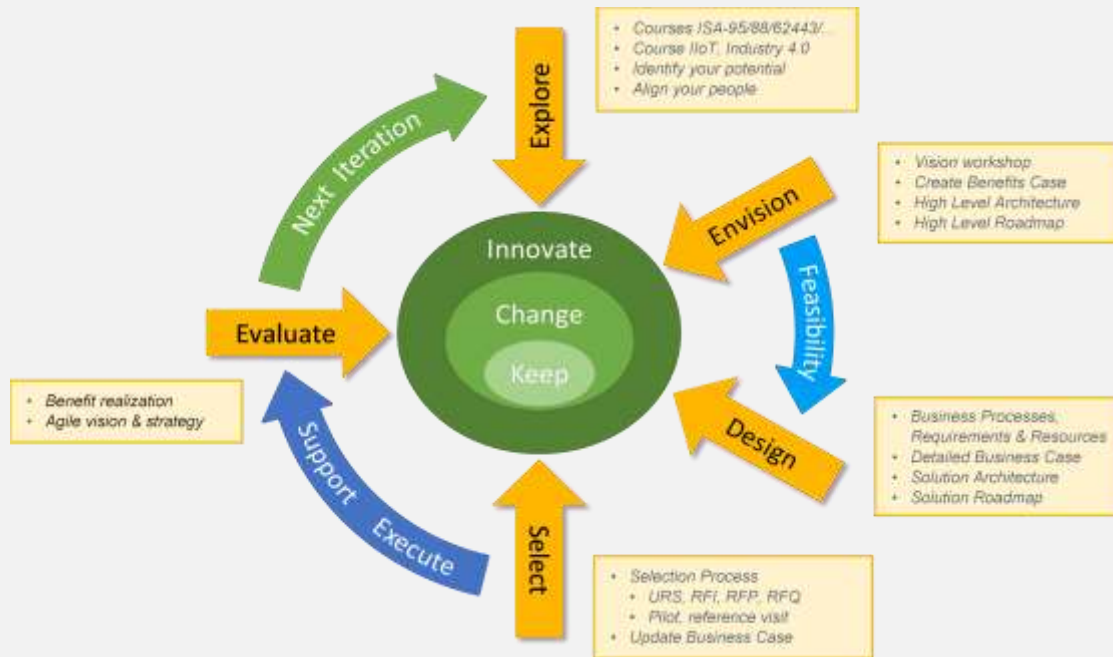 • Courses ISA-95/88/62443/...
• Course IIoT, Industry 4.0
• Identify your potential
• Align your people
Explore
Next Iteration
• Vision workshop
• Create Benefits Case
• High Level Architecture
• High Level Roadmap
Envision
Innovate
Feasibility
Change
Evaluate
Keep
• Benefit realization
• Agile vision & strategy
Design
• Business Processes,
Requirements & Resources
• Detailed Business Case
• Solution Architecture
• Solution Roadmap
Support Execute
Select
• Selection Process
• URS, RFI, RFP, RFQ
• Pilot, reference visit
• Update Business Case